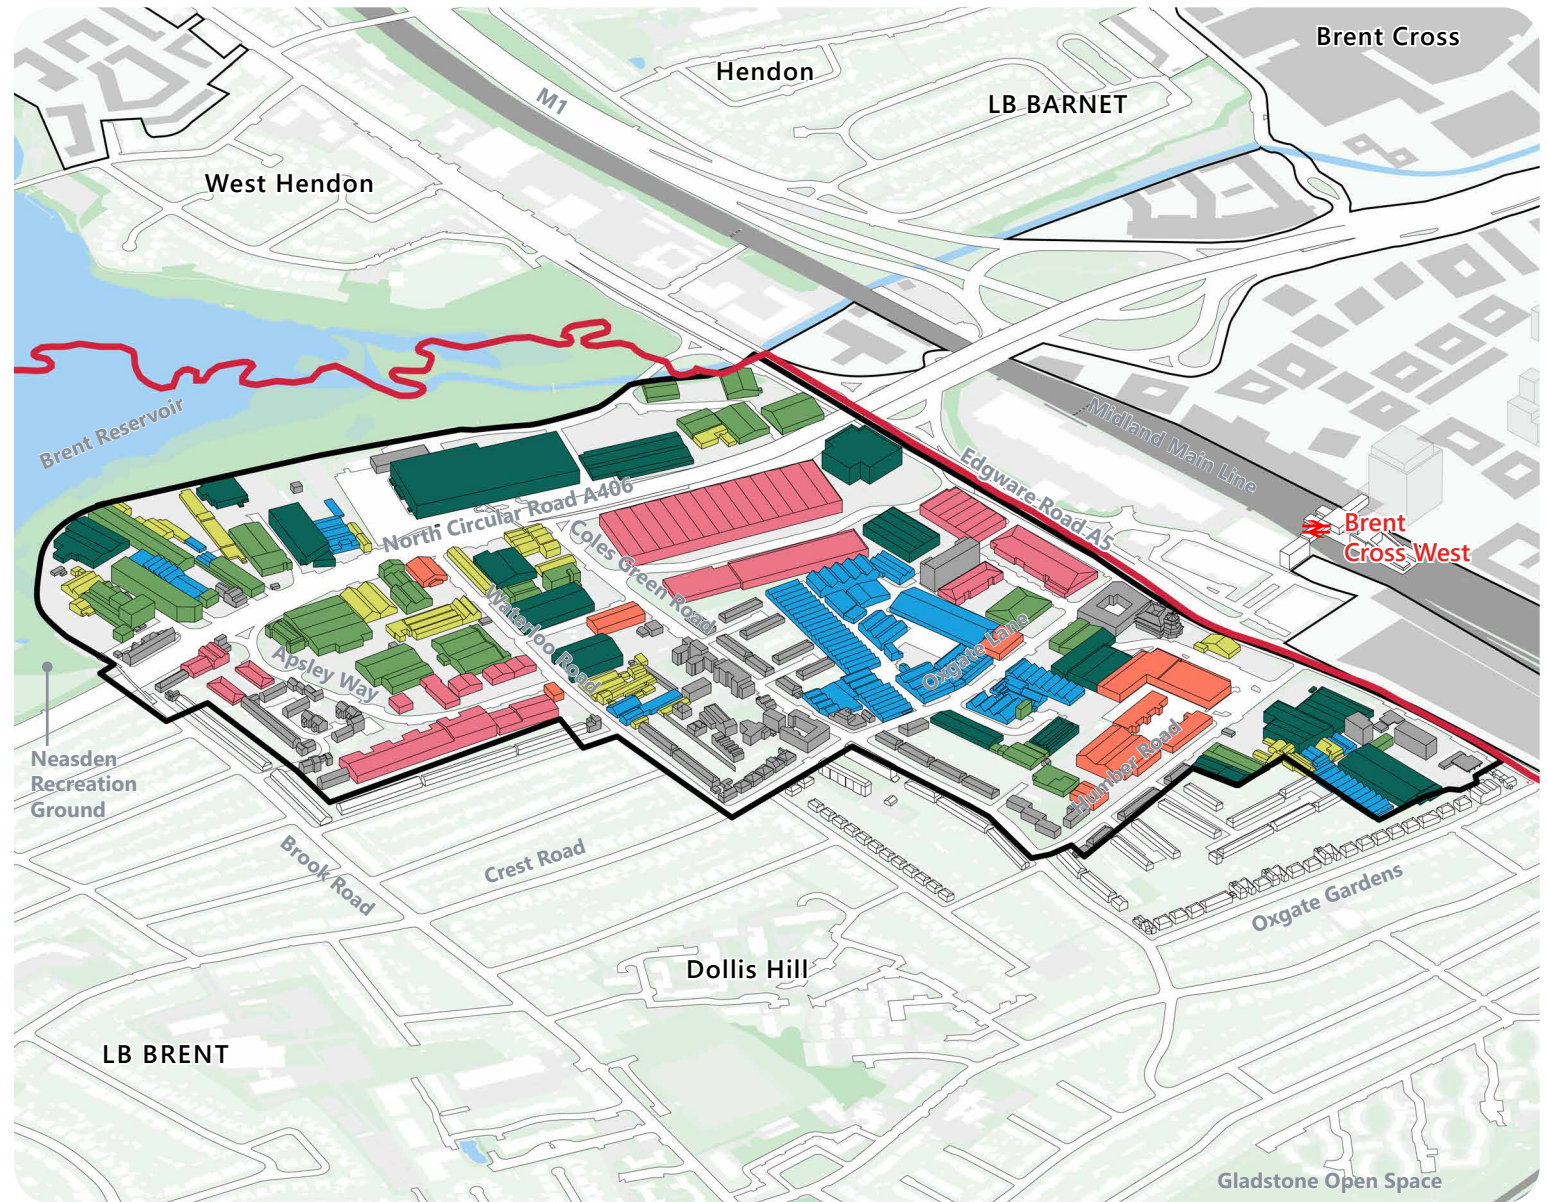 Brent Cross
Hendon
M1
LB BARNET
West Hendon
Brent Reservoir
Midland Main Line
Edgware Road A5
North Circular Road A406
Brent
Cross West
Coles Green Road
Waterloo Road
Oxgate Lane
Apsley Way
Humber Road
Neasden
Recreation
Ground
Brook Road
Crest Road
Oxgate Gardens
Dollis Hill
LB BRENT
Gladstone Open Space